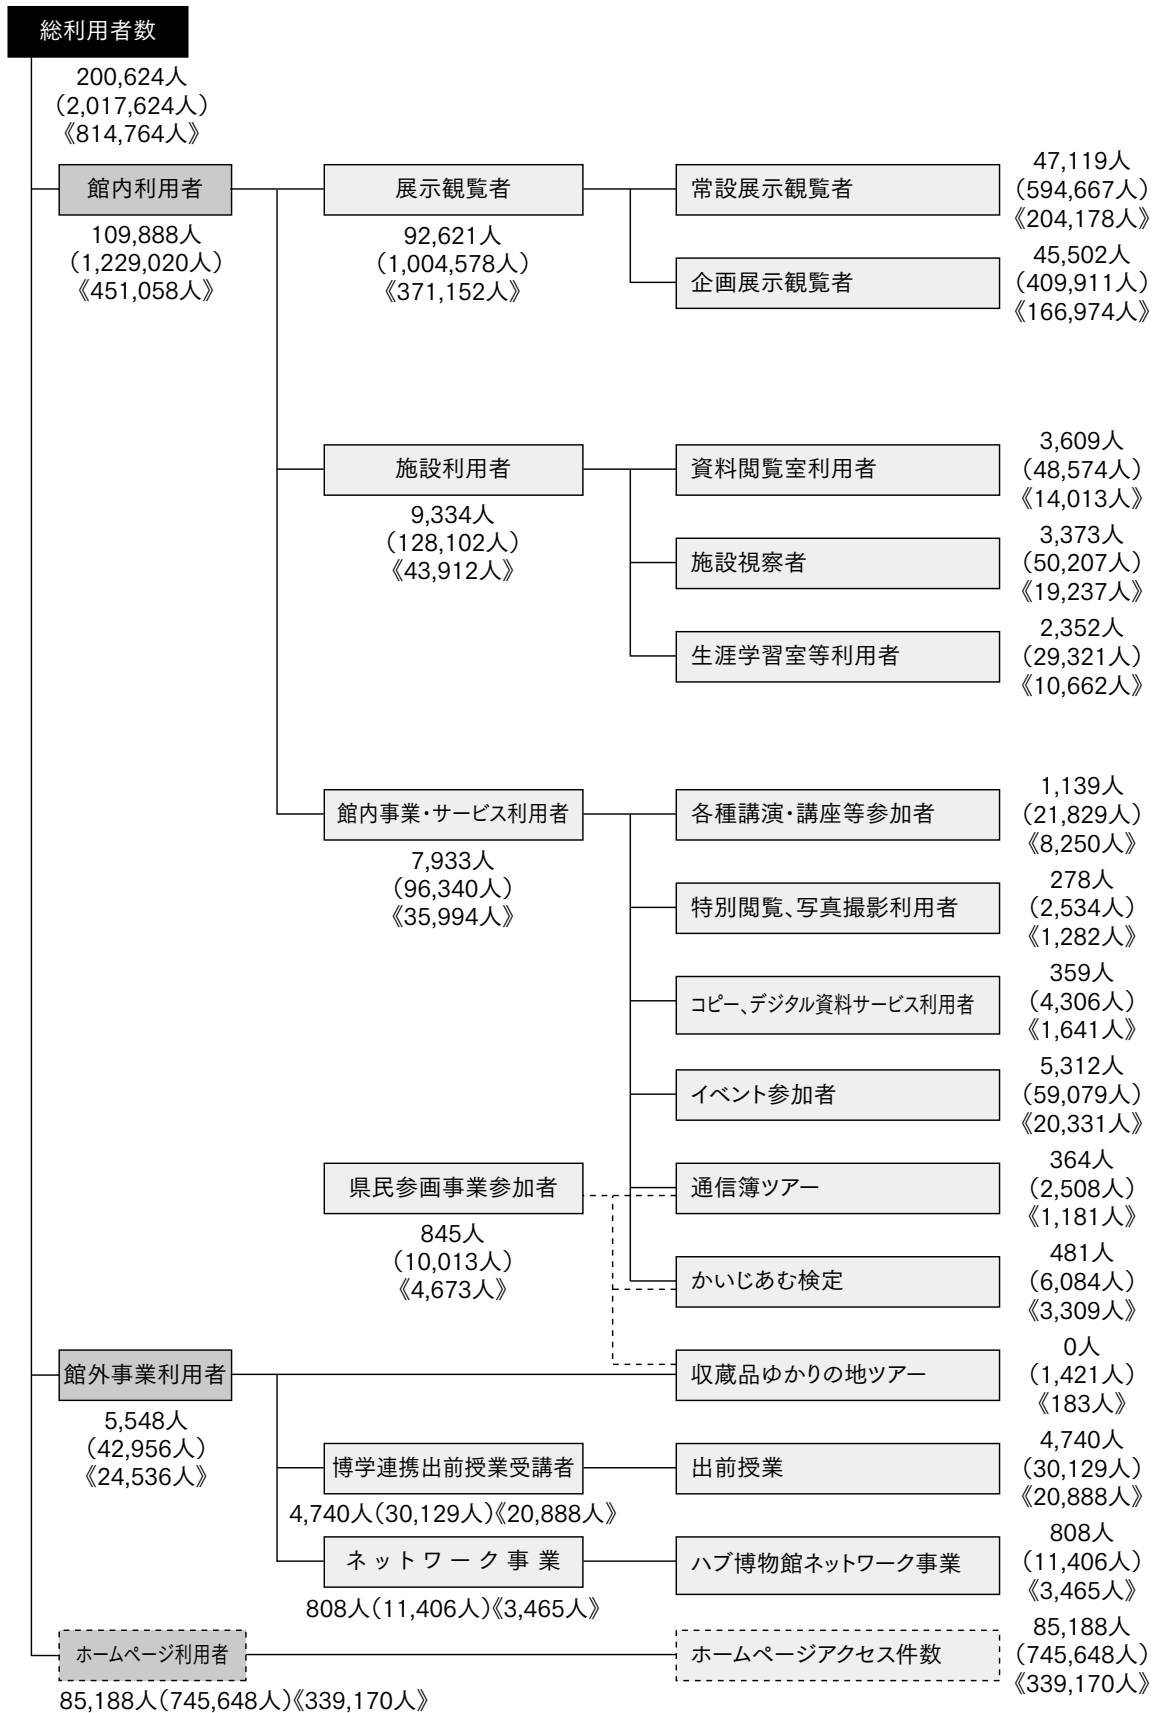 総利用者数
200,624人
（2,017,624人）
《814,764人》
館内利用者
109,888人
（1,229,020人）
《451,058人》
展示観覧者
92,621人
（1,004,578人）
《371,152人》
常設展示観覧者
47,119人
（594,667人）
《204,178人》
企画展示観覧者
45,502人
（409,911人）
《166,974人》
施設利用者
9,334人
（128,102人）
《43,912人》
資料閲覧室利用者
3,609人
（48,574人）
《14,013人》
施設視察者
3,373人
（50,207人）
《19,237人》
生涯学習室等利用者
2,352人
（29,321人）
《10,662人》
館内事業・サービス利用者
7,933人
（96,340人）
《35,994人》
各種講演・講座等参加者
1,139人
（21,829人）
《8,250人》
特別閲覧、写真撮影利用者
278人
（2,534人）
《1,282人》
コピー、デジタル資料サービス利用者
359人
（4,306人）
《1,641人》
イベント参加者
5,312人
（59,079人）
《20,331人》
県民参画事業参加者
845人
（10,013人）
《4,673人》
通信簿ツアー
364人
（2,508人）
《1,181人》
かいじあむ検定
481人
（6,084人）
《3,309人》
館外事業利用者
5,548人
（42,956人）
《24,536人》
収蔵品ゆかりの地ツアー
0人
（1,421人）
《183人》
博学連携出前授業受講者
4,740人（30,129人）《20,888人》
出前授業
4,740人
（30,129人）
《20,888人》
ネットワーク事業
808人（11,406人）《3,465人》
ハブ博物館ネットワーク事業
808人
（11,406人）
《3,465人》
ホームページ利用者
85,188人（745,648人）《339,170人》
ホームページアクセス件数
85,188人
（745,648人）
《339,170人》